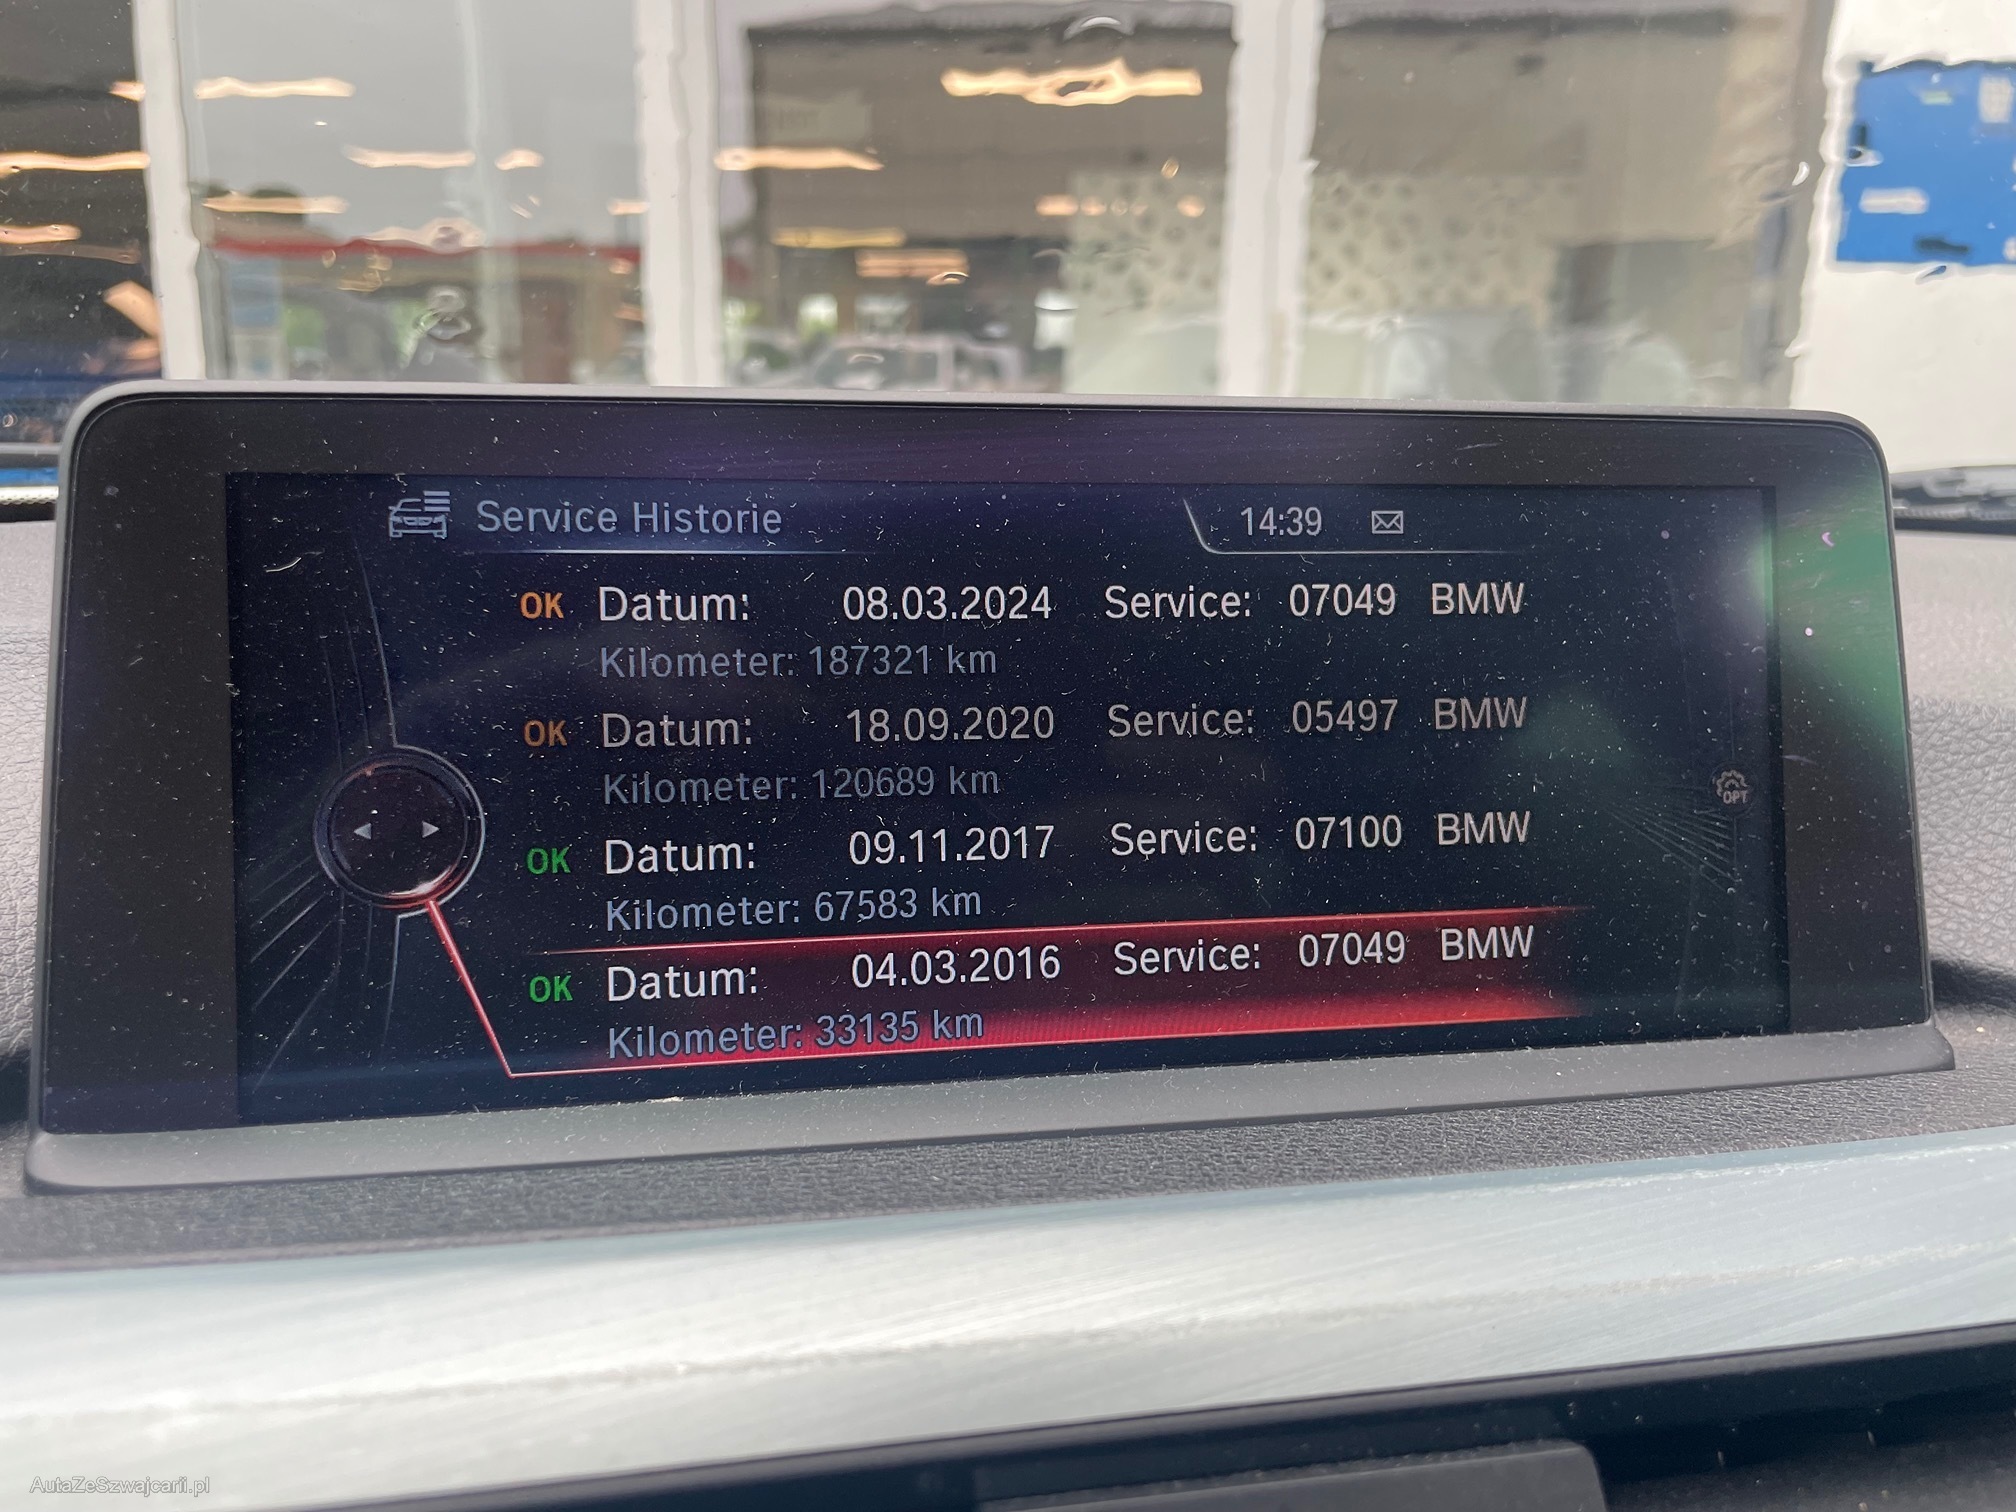 Service Historie 14:39
OK Datum: 08.03.2024 Service: 07049 BMW
Kilometer: 187321 km
OK Datum: 18.09.2020 Service: 05497 BMW
Kilometer: 120689 km
OPT
OK Datum: 09.11.2017 Service: 07100 BMW
Kilometer: 67583 km
OK Datum: 04.03.2016 Service: 07049 BMW
Kilometer: 33135 km
AutaZeSzwajcarii.pl